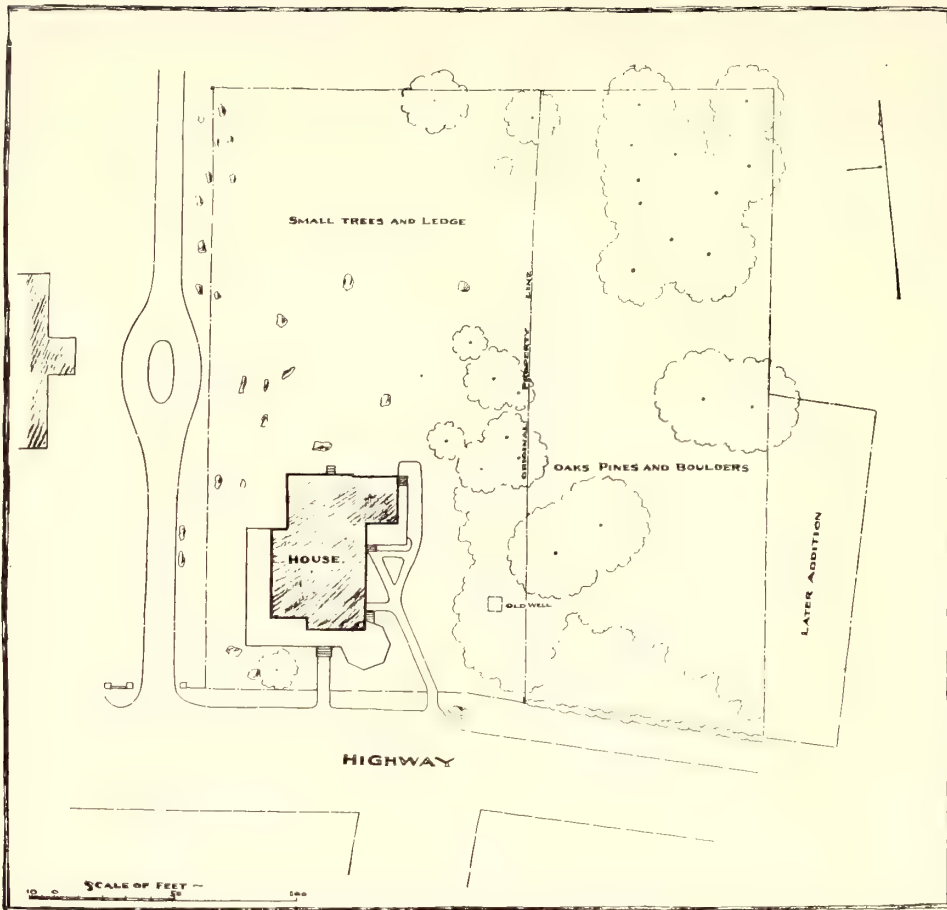 SMALL TREES AND LEDGE
ORIGINAL PROPERTY LINE
OAKS PINES AND BOULDERS
HOUSE.
OLD WELL
LATER ADDITION
HIGHWAY
SCALE OF FEET ~
10 0 50 100